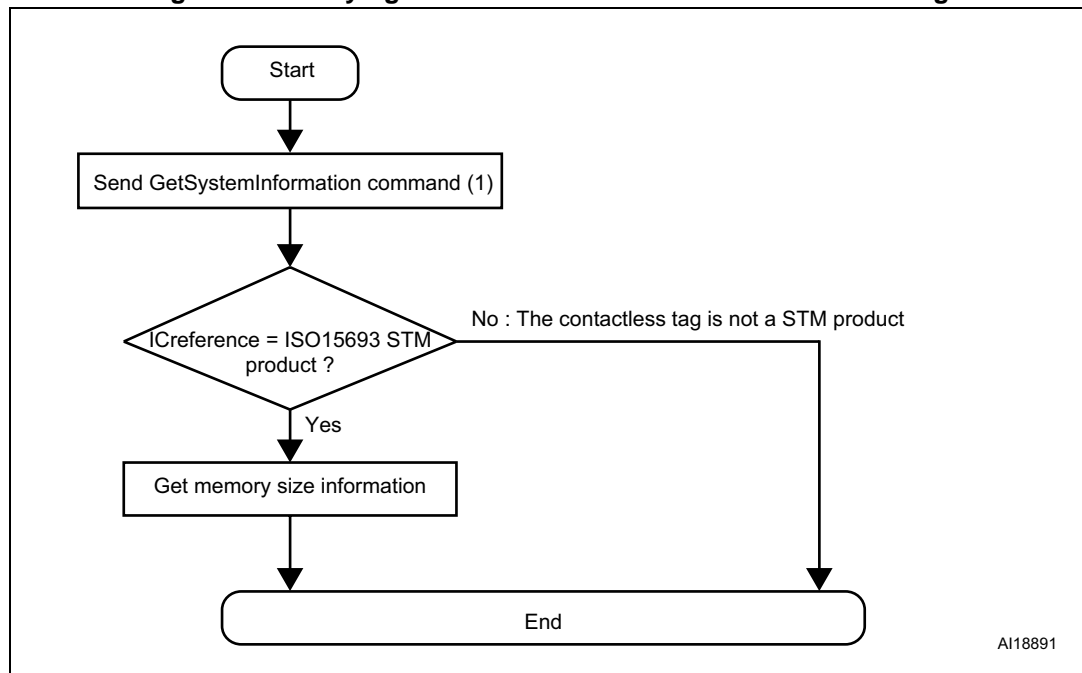 Start
Send GetSystemInformation command (1)
ICreference = ISO15693 STM
product ?
No : The contactless tag is not a STM product
Yes
Get memory size information
End
AI18891